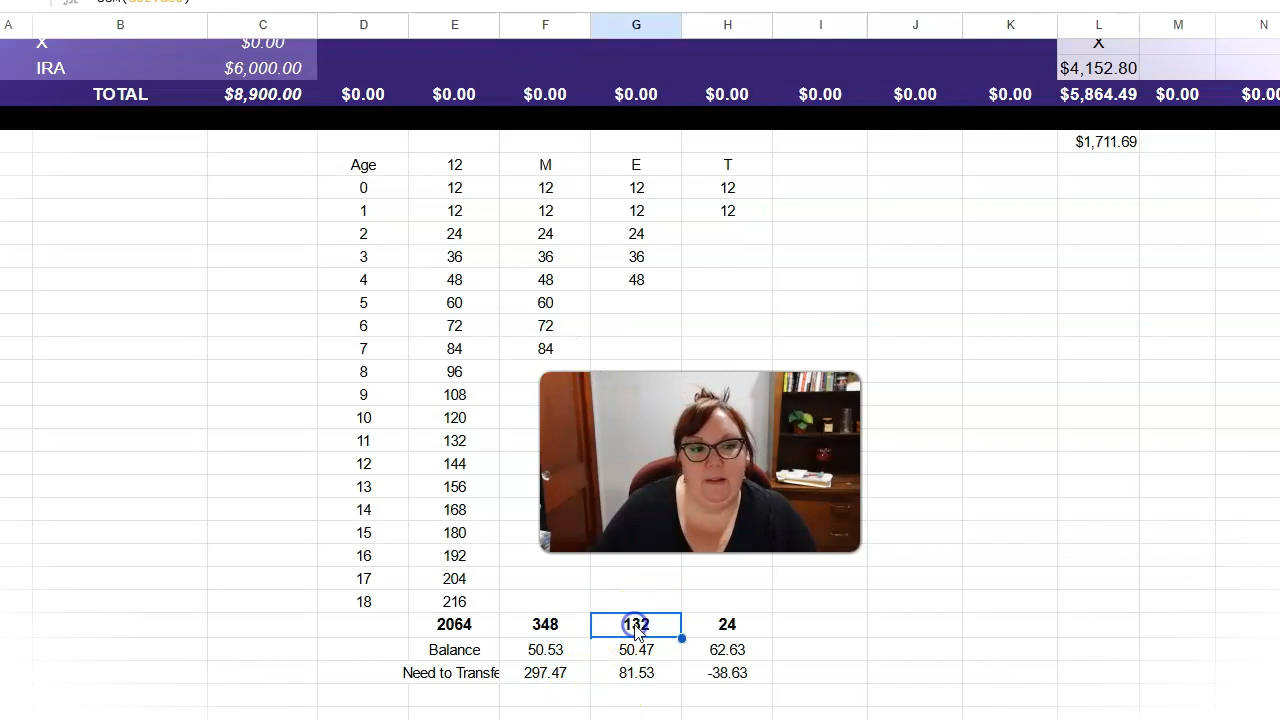 A B C D E F G H I J K L M N
X $0.00 X
IRA $6,000.00 $4,152.80
TOTAL $8,900.00 $0.00 $0.00 $0.00 $0.00 $0.00 $0.00 $0.00 $0.00 $5,864.49 $0.00
$1,711.69
Age 12 M E T
0 12 12 12 12
1 12 12 12 12
2 24 24 24
3 36 36 36
4 48 48 48
5 60 60
6 72 72
7 84 84
8 96
9 108
10 120
11 132
12 144
13 156
14 168
15 180
16 192
17 204
18 216
2064 348 132 24
Balance 50.53 50.47 62.63
Need to Transfe 297.47 81.53 -38.63